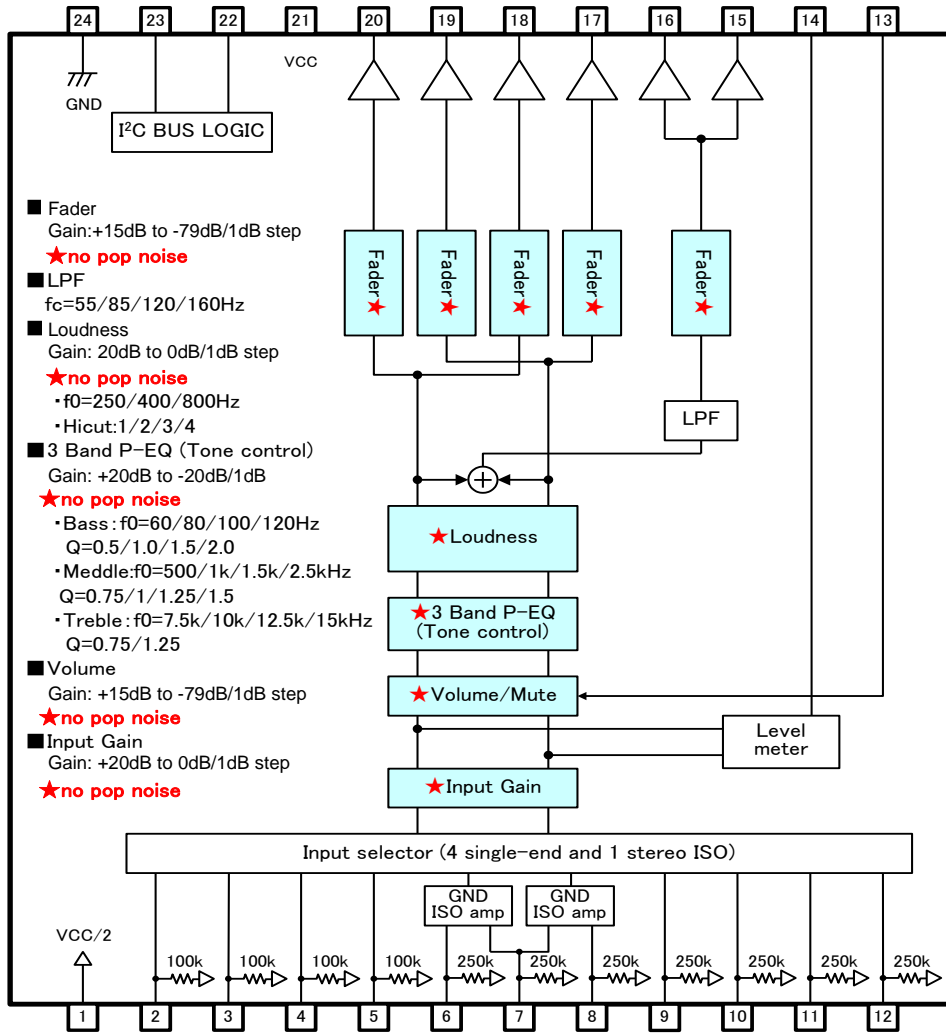 24 23 22 21 20 19 18 17 16 15 14 13
VCC
GND
I²C BUS LOGIC
■ Fader
Gain:+15dB to -79dB/1dB step
★no pop noise
■ LPF
fc=55/85/120/160Hz
■ Loudness
Gain: 20dB to 0dB/1dB step
★no pop noise
・f0=250/400/800Hz
・Hicut:1/2/3/4
■ 3 Band P-EQ (Tone control)
Gain: +20dB to -20dB/1dB
★no pop noise
・Bass:f0=60/80/100/120Hz
Q=0.5/1.0/1.5/2.0
・Meddle:f0=500/1k/1.5k/2.5kHz
Q=0.75/1/1.25/1.5
・Treble:f0=7.5k/10k/12.5k/15kHz
Q=0.75/1.25
■ Volume
Gain: +15dB to -79dB/1dB step
★no pop noise
■ Input Gain
Gain: +20dB to 0dB/1dB step
★no pop noise
Fader★
Fader★
Fader★
Fader★
Fader★
LPF
★Loudness
★3 Band P-EQ
(Tone control)
★Volume/Mute
Level
meter
★Input Gain
Input selector (4 single-end and 1 stereo ISO)
GND
ISO amp
GND
ISO amp
VCC/2
100k 100k 100k 100k 250k 250k 250k 250k 250k 250k 250k
1 2 3 4 5 6 7 8 9 10 11 12